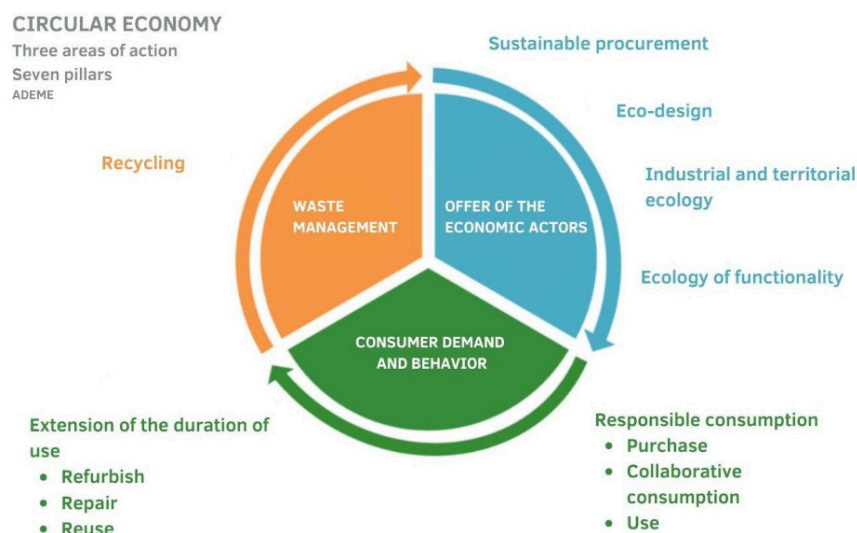 CIRCULAR ECONOMY
Three areas of action
Seven pillars
ADEME
Sustainable procurement
Eco-design
Industrial and territorial
ecology
Ecology of functionality
Recycling
WASTE
MANAGEMENT
OFFER OF THE
ECONOMIC ACTORS
CONSUMER DEMAND
AND BEHAVIOR
Extension of the duration of
use
• Refurbish
• Repair
• Reuse
Responsible consumption
• Purchase
• Collaborative
consumption
• Use